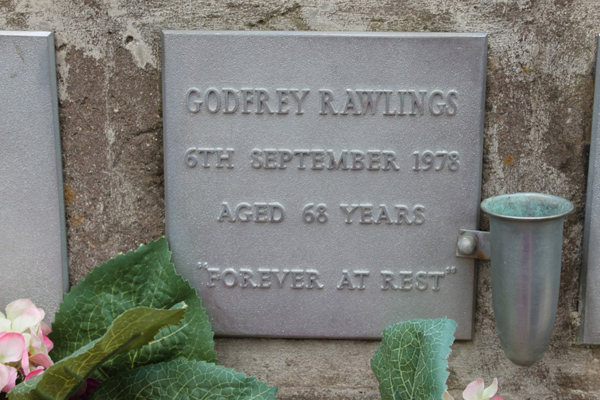 GODFREY RAWLINGS
6TH SEPTEMBER 1978
AGED 68 YEARS
"FOREVER AT REST"